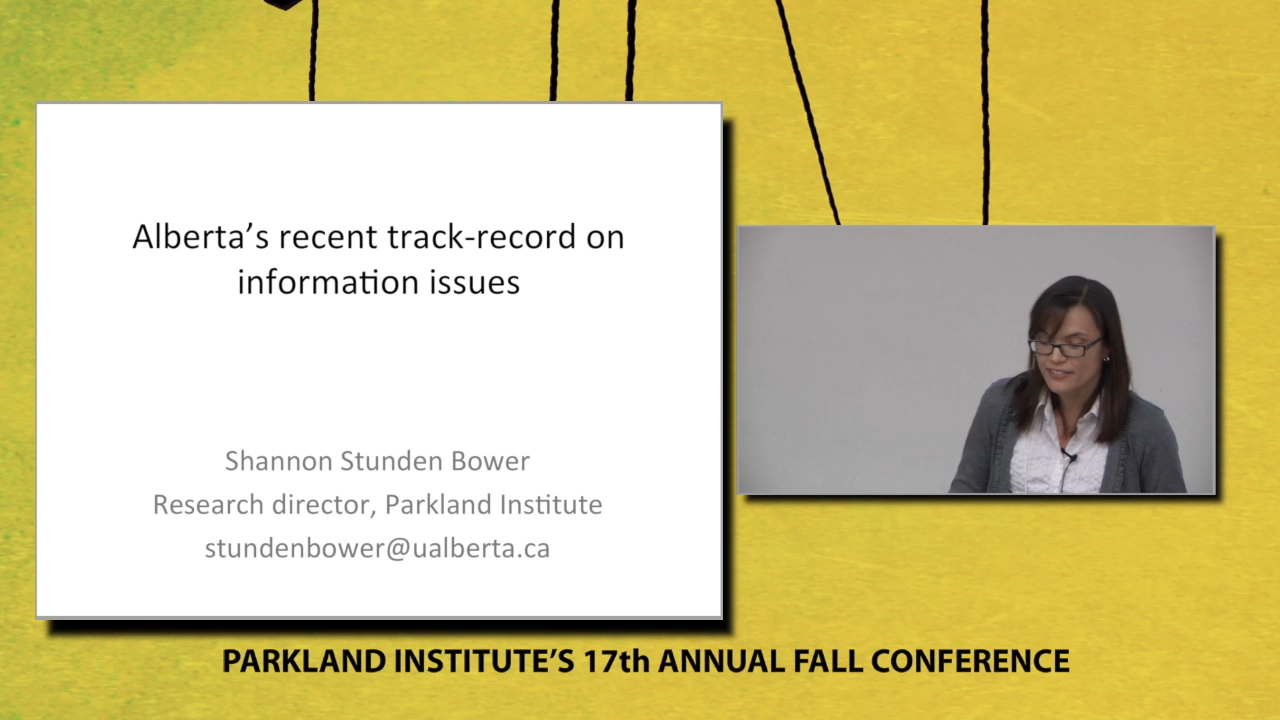 Alberta’s recent track-record on
information issues
Shannon Stunden Bower
Research director, Parkland Institute
stundenbower@ualberta.ca
PARKLAND INSTITUTE’S 17th ANNUAL FALL CONFERENCE